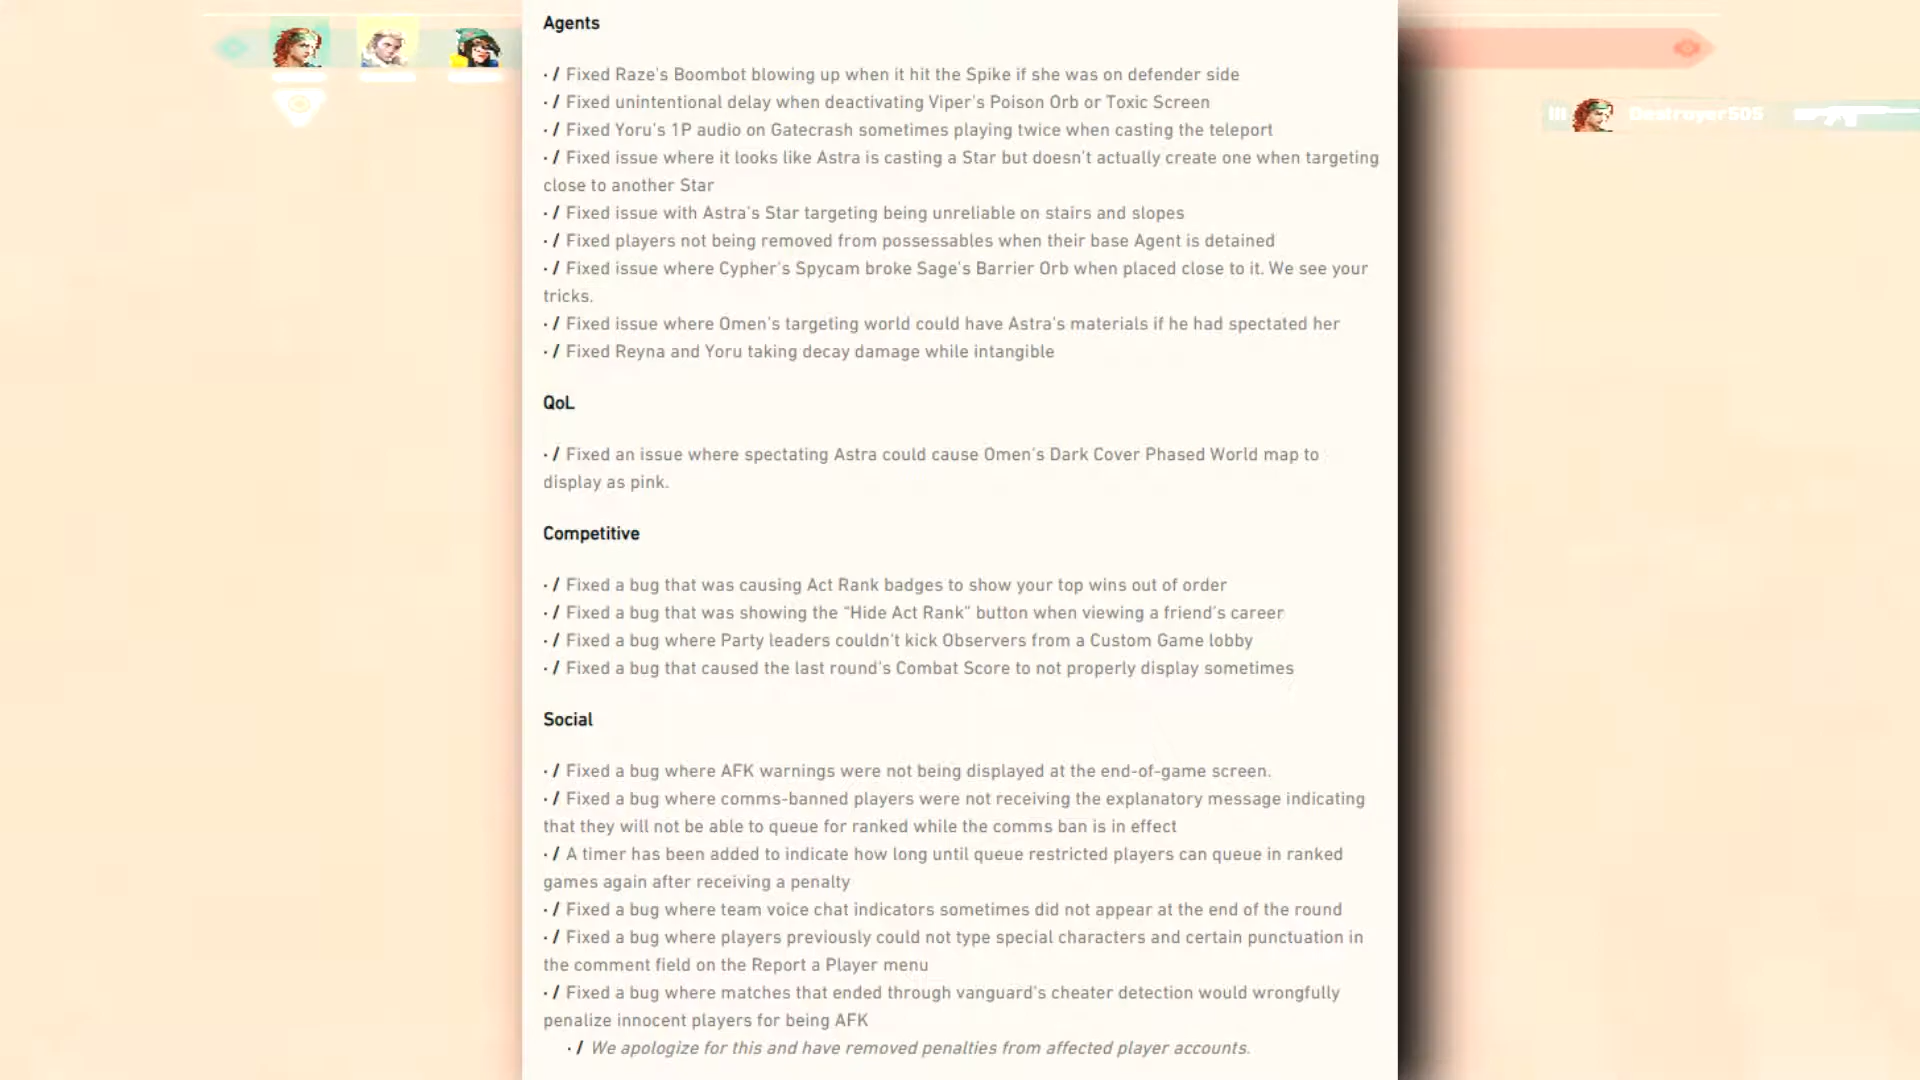 Agents
· / Fixed Raze's Boombot blowing up when it hit the Spike if she was on defender side
· / Fixed unintentional delay when deactivating Viper's Poison Orb or Toxic Screen
· / Fixed Yoru's 1P audio on Gatecrash sometimes playing twice when casting the teleport
· / Fixed issue where it looks like Astra is casting a Star but doesn't actually create one when targeting
close to another Star
· / Fixed issue with Astra's Star targeting being unreliable on stairs and slopes
· / Fixed players not being removed from possessables when their base Agent is detained
· / Fixed issue where Cypher's Spycam broke Sage's Barrier Orb when placed close to it. We see your
tricks.
· / Fixed issue where Omen's targeting world could have Astra's materials if he had spectated her
· / Fixed Reyna and Yoru taking decay damage while intangible
QoL
· / Fixed an issue where spectating Astra could cause Omen's Dark Cover Phased World map to
display as pink.
Competitive
· / Fixed a bug that was causing Act Rank badges to show your top wins out of order
· / Fixed a bug that was showing the “Hide Act Rank” button when viewing a friend's career
· / Fixed a bug where Party leaders couldn't kick Observers from a Custom Game lobby
· / Fixed a bug that caused the last round's Combat Score to not properly display sometimes
Social
· / Fixed a bug where AFK warnings were not being displayed at the end-of-game screen.
· / Fixed a bug where comms-banned players were not receiving the explanatory message indicating
that they will not be able to queue for ranked while the comms ban is in effect
· / A timer has been added to indicate how long until queue restricted players can queue in ranked
games again after receiving a penalty
· / Fixed a bug where team voice chat indicators sometimes did not appear at the end of the round
· / Fixed a bug where players previously could not type special characters and certain punctuation in
the comment field on the Report a Player menu
· / Fixed a bug where matches that ended through vanguard's cheater detection would wrongfully
penalize innocent players for being AFK
· / We apologize for this and have removed penalties from affected player accounts.
Destroyer505